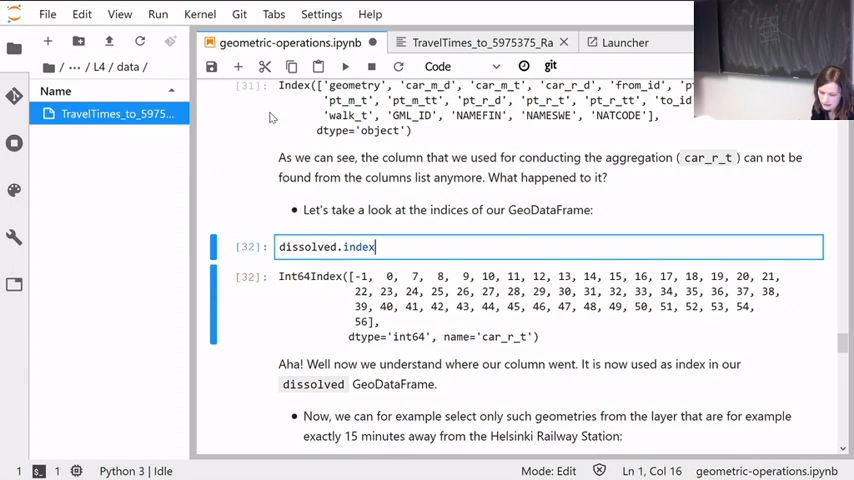 File Edit View Run Kernel Git Tabs Settings Help
geometric-operations.ipynb
TravelTimes_to_5975375_Ra
Launcher
Code
git
/ ... / L4 / data /
Name
TravelTimes_to_5975...
[31]: Index(['geometry', 'car_m_d', 'car_m_t', 'car_r_d', 'from_id',
'pt_m_t', 'pt_m_tt', 'pt_r_d', 'pt_r_t', 'pt_r_tt', 'to_id
'walk_t', 'GML_ID', 'NAMEFIN', 'NAMESWE', 'NATCODE'],
dtype='object')
As we can see, the column that we used for conducting the aggregation ( car_r_t ) can not be
found from the columns list anymore. What happened to it?
• Let's take a look at the indices of our GeoDataFrame:
[32]: dissolved.index
[32]: Int64Index([-1, 0, 7, 8, 9, 10, 11, 12, 13, 14, 15, 16, 17, 18, 19, 20, 21,
22, 23, 24, 25, 26, 27, 28, 29, 30, 31, 32, 33, 34, 35, 36, 37, 38,
39, 40, 41, 42, 43, 44, 45, 46, 47, 48, 49, 50, 51, 52, 53, 54,
56],
dtype='int64', name='car_r_t')
Aha! Well now we understand where our column went. It is now used as index in our
dissolved GeoDataFrame.
• Now, we can for example select only such geometries from the layer that are for example
exactly 15 minutes away from the Helsinki Railway Station:
1 1 Python 3 | Idle Mode: Edit Ln 1, Col 16 geometric-operations.ipynb